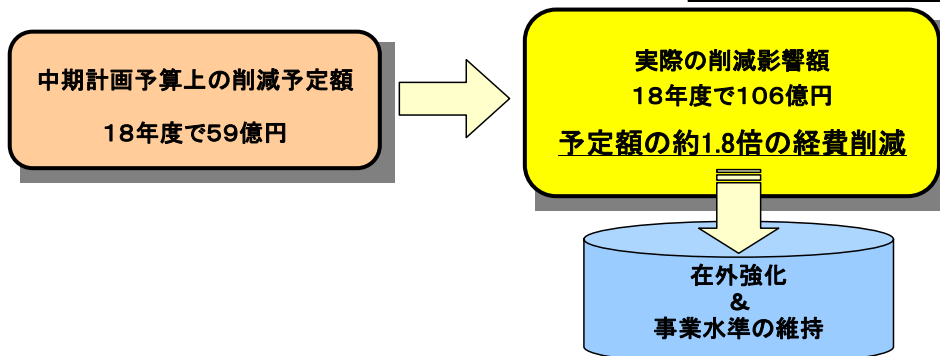 中期計画予算上の削減予定額
18年度で59億円
実際の削減影響額
18年度で106億円
予定額の約1.8倍の経費削減
在外強化
&
事業水準の維持